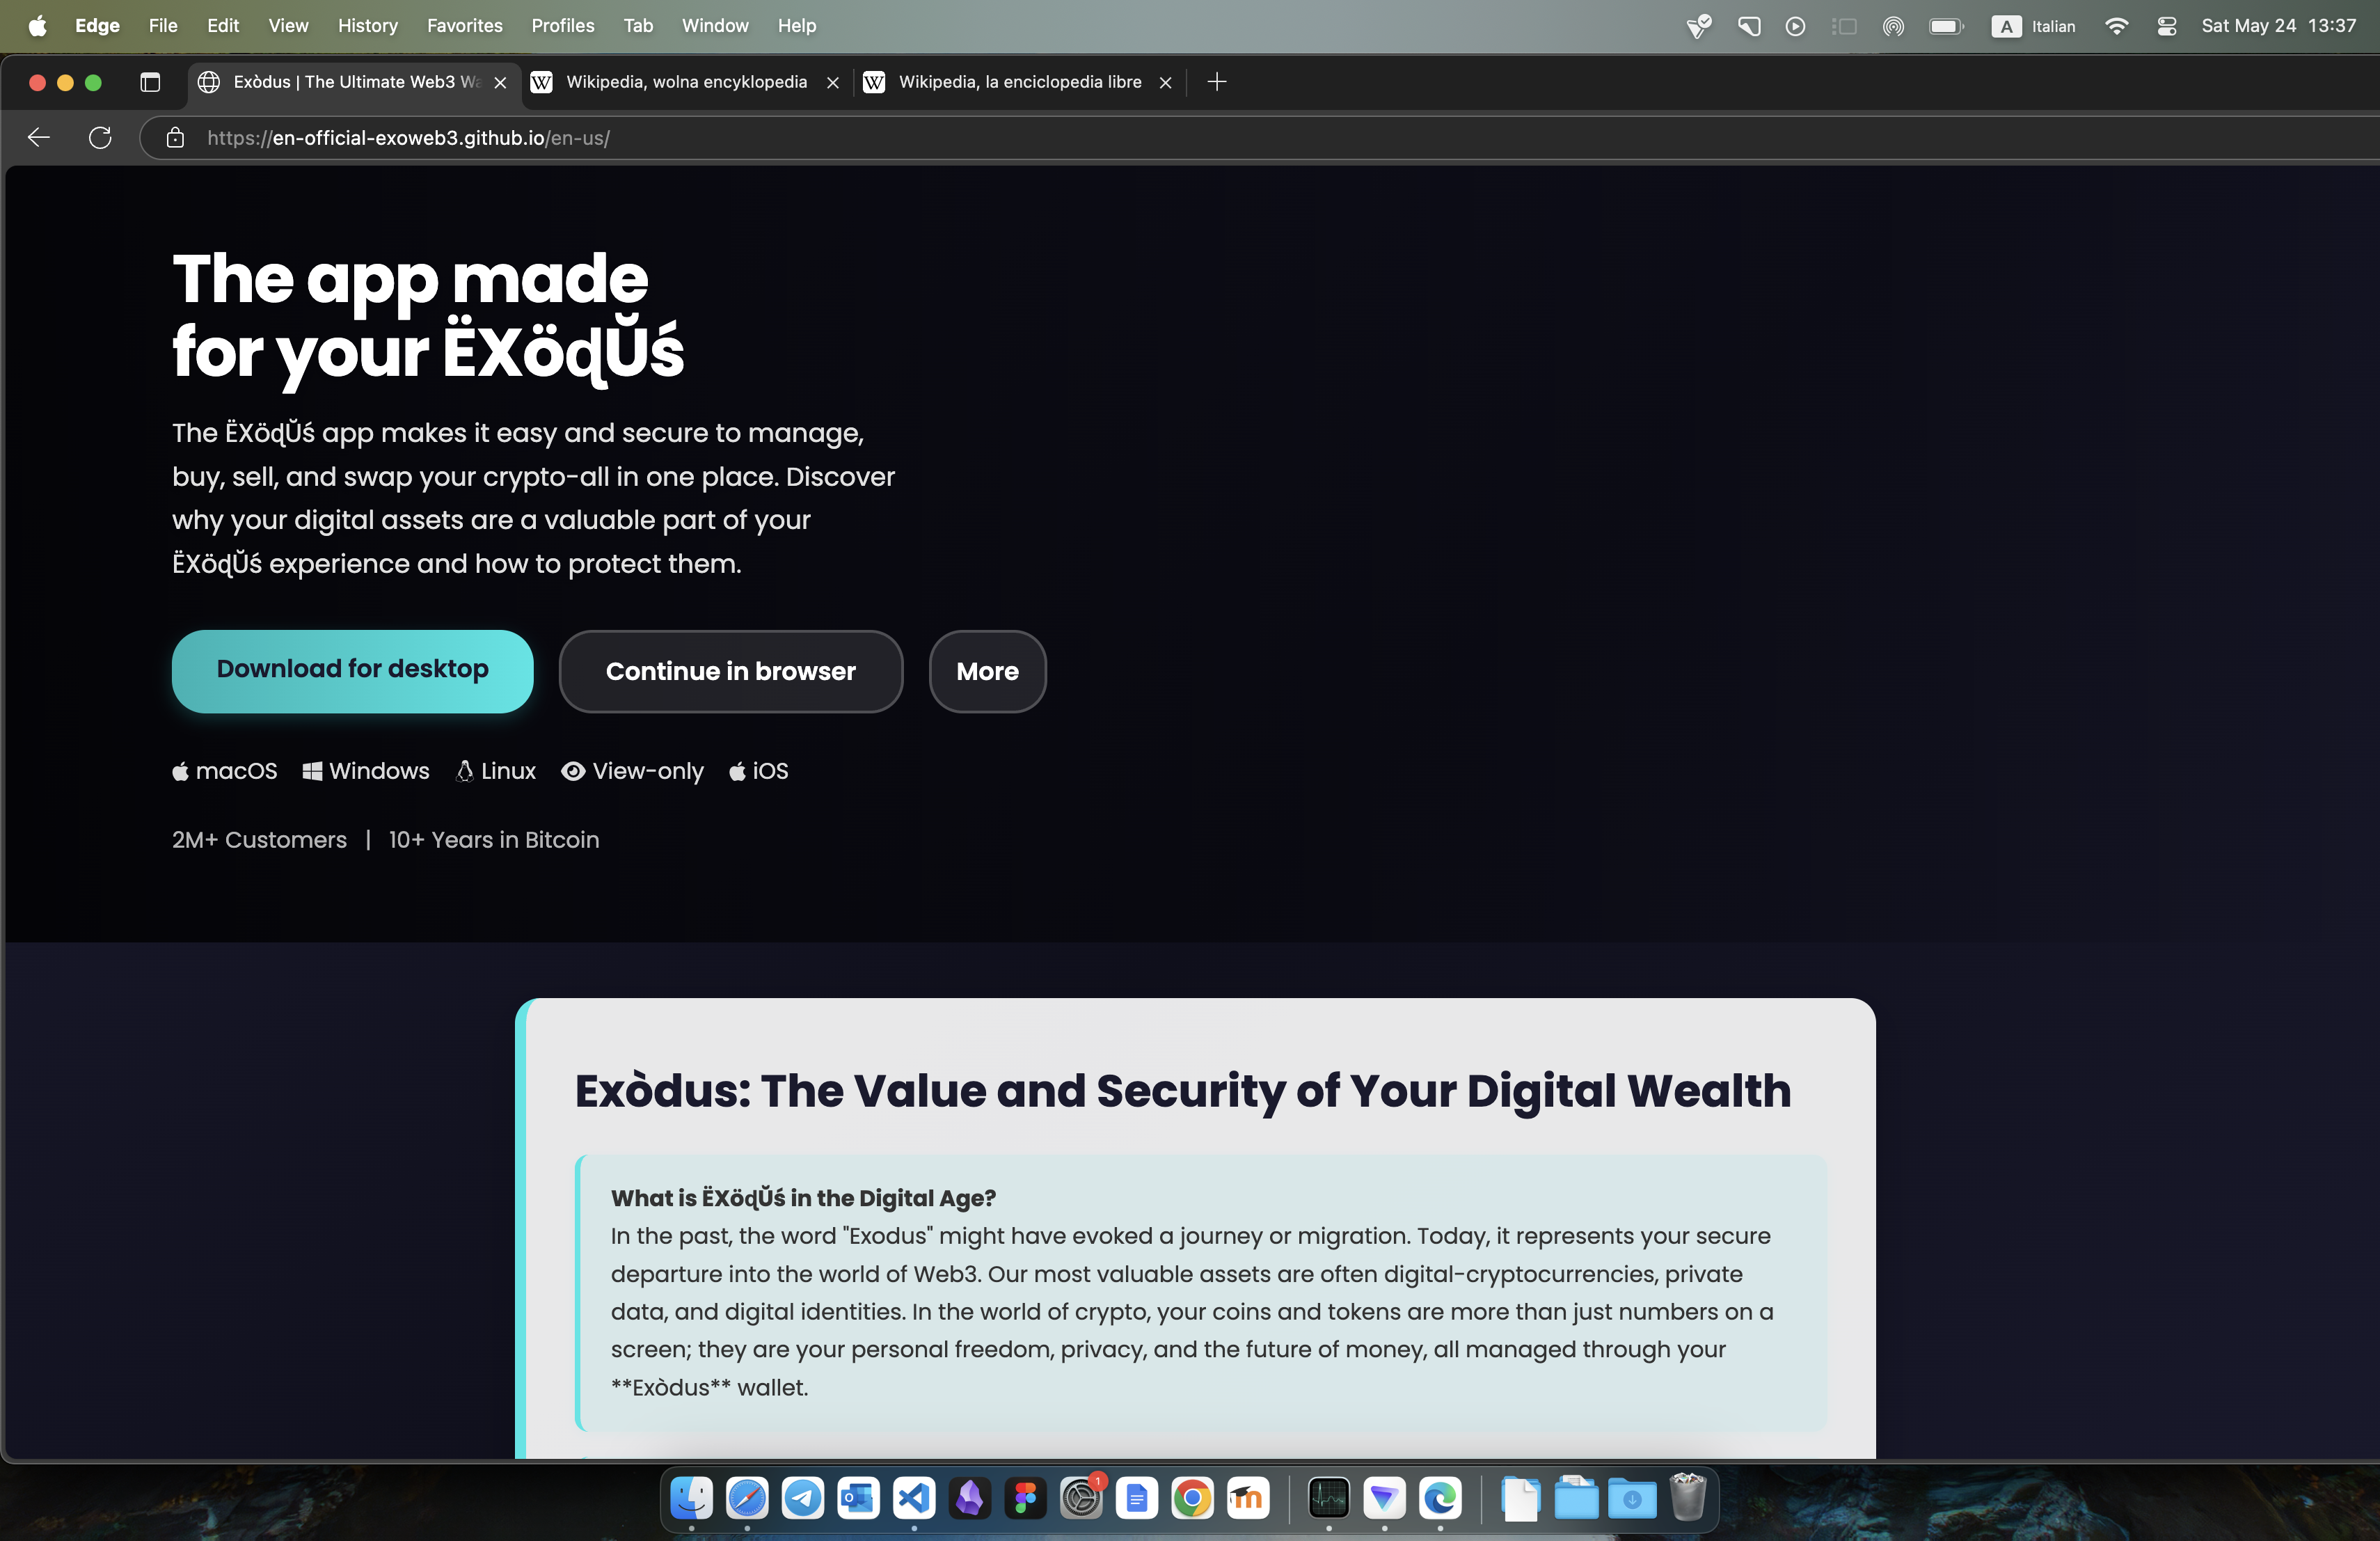 Edge File Edit View History Favorites Profiles Tab Window Help
A Italian Sat May 24 13:37
Exòdus | The Ultimate Web3 Wa
Wikipedia, wolna encyklopedia
Wikipedia, la enciclopedia libre
https://en-official-exoweb3.github.io/en-us/
The app made
for your ËXöɖŬś
The ËXöɖŬś app makes it easy and secure to manage,
buy, sell, and swap your crypto-all in one place. Discover
why your digital assets are a valuable part of your
ËXöɖŬś experience and how to protect them.
Download for desktop
Continue in browser
More
macOS Windows Linux View-only iOS
2M+ Customers | 10+ Years in Bitcoin
Exòdus: The Value and Security of Your Digital Wealth
What is ËXöɖŬś in the Digital Age?
In the past, the word "Exodus" might have evoked a journey or migration. Today, it represents your secure
departure into the world of Web3. Our most valuable assets are often digital-cryptocurrencies, private
data, and digital identities. In the world of crypto, your coins and tokens are more than just numbers on a
screen; they are your personal freedom, privacy, and the future of money, all managed through your
**Exòdus** wallet.
1